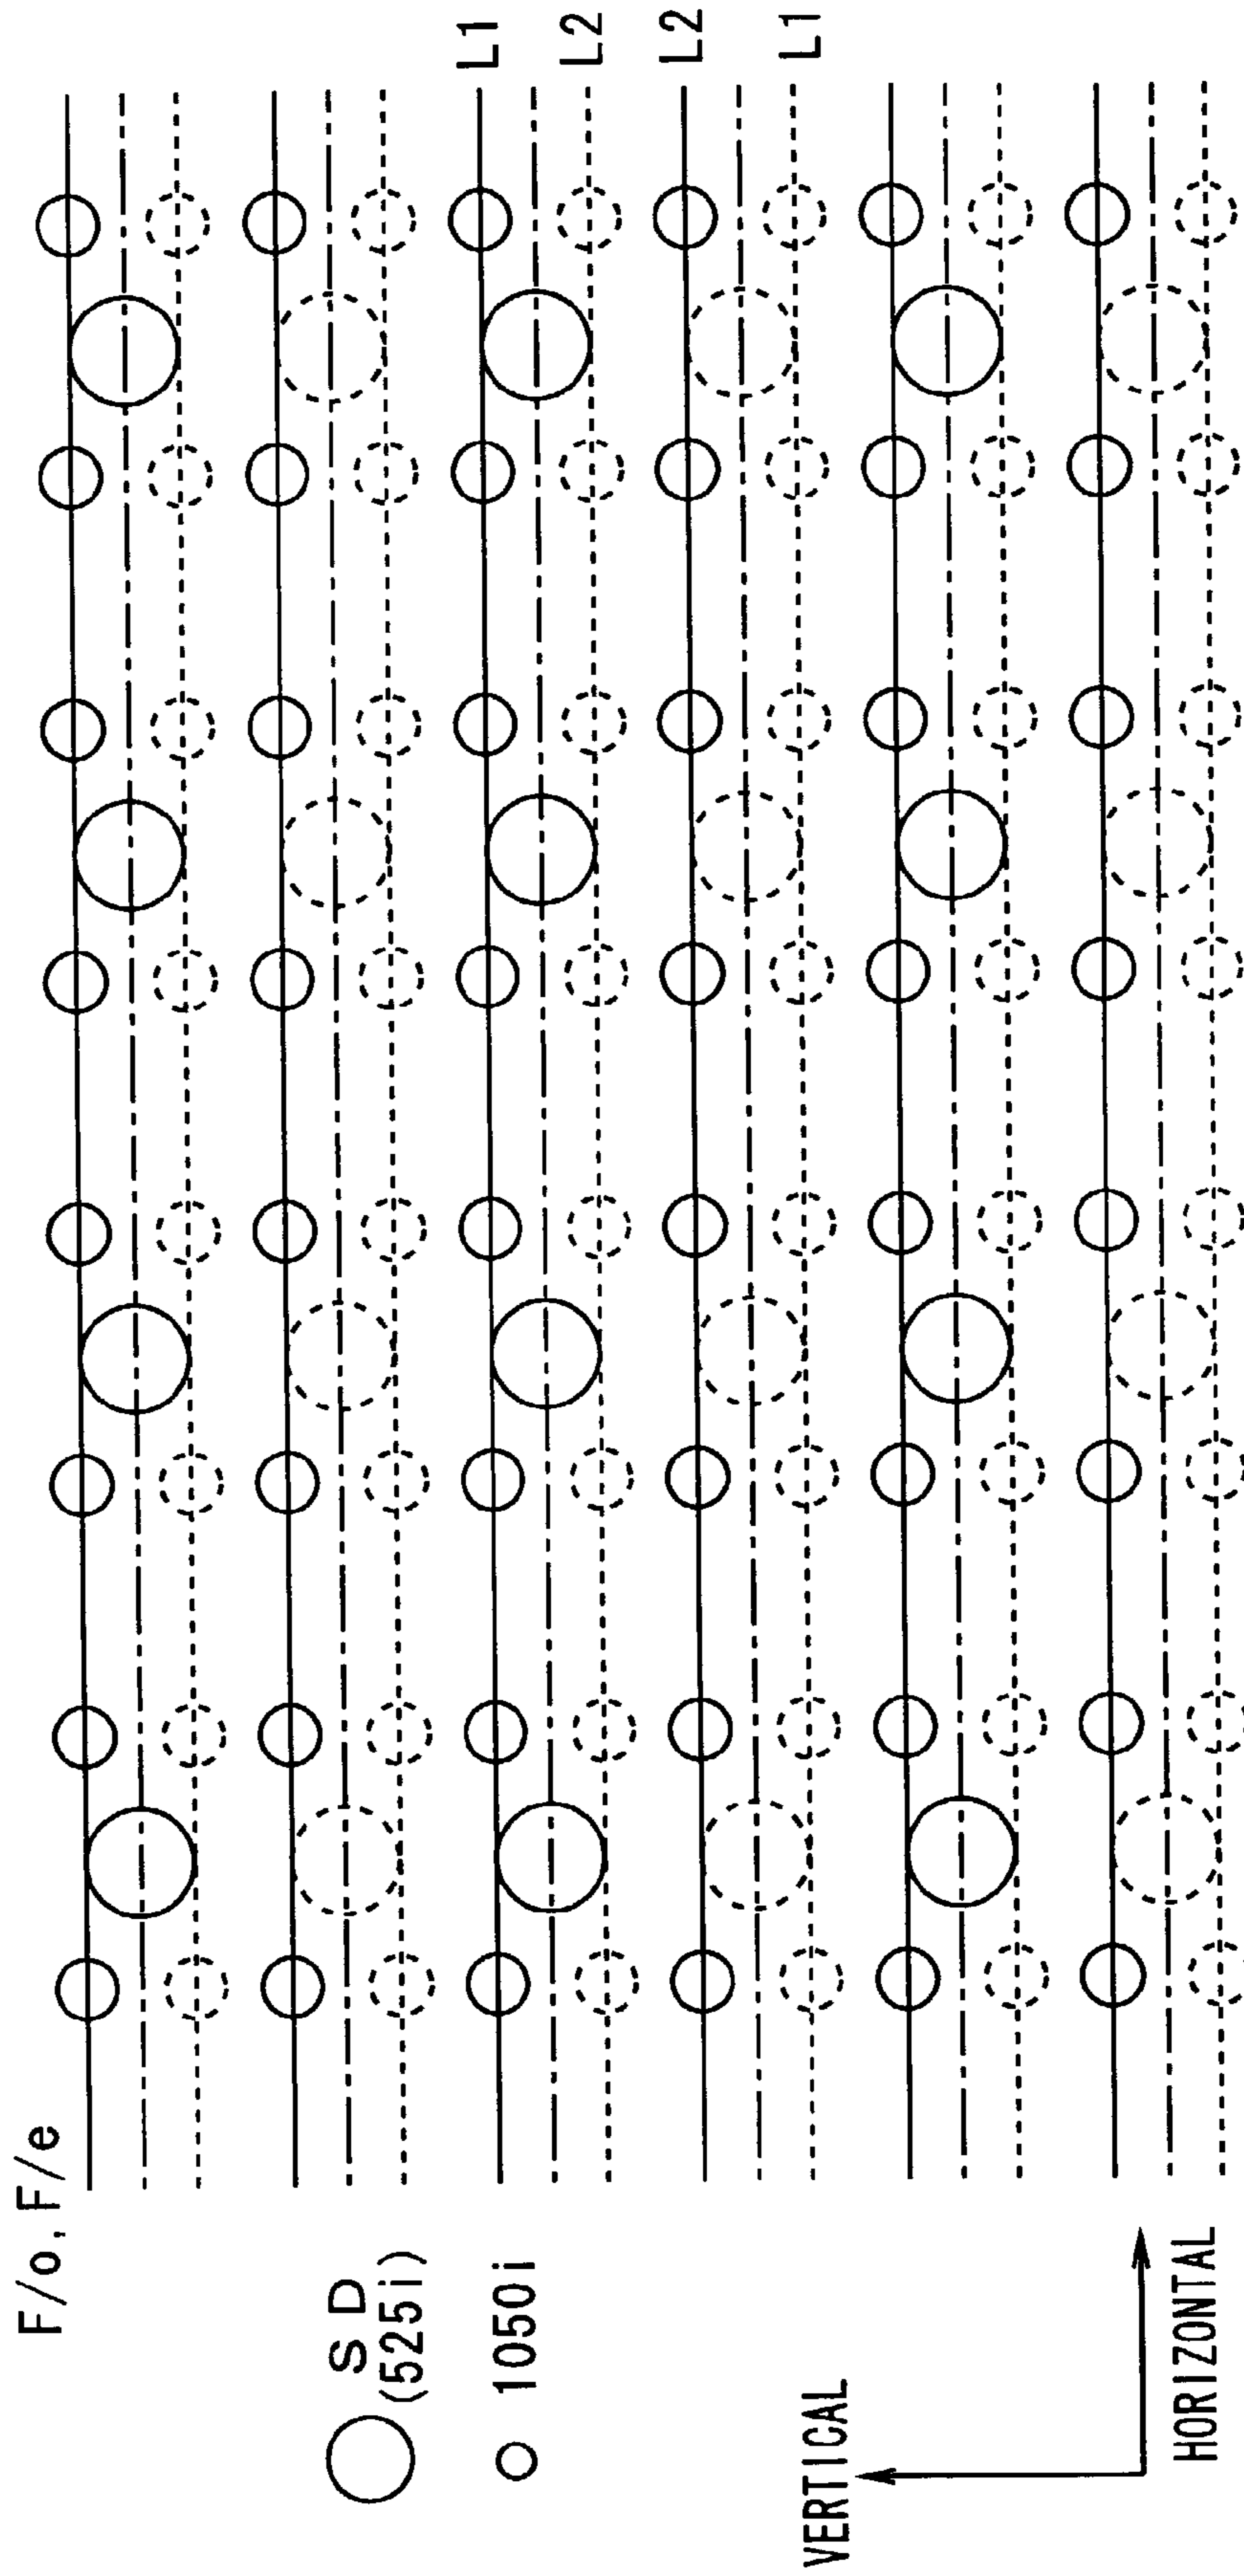 F/o, F/e
L1
L2
L2
L1
SD
(525i)
1050i
VERTICAL
HORIZONTAL